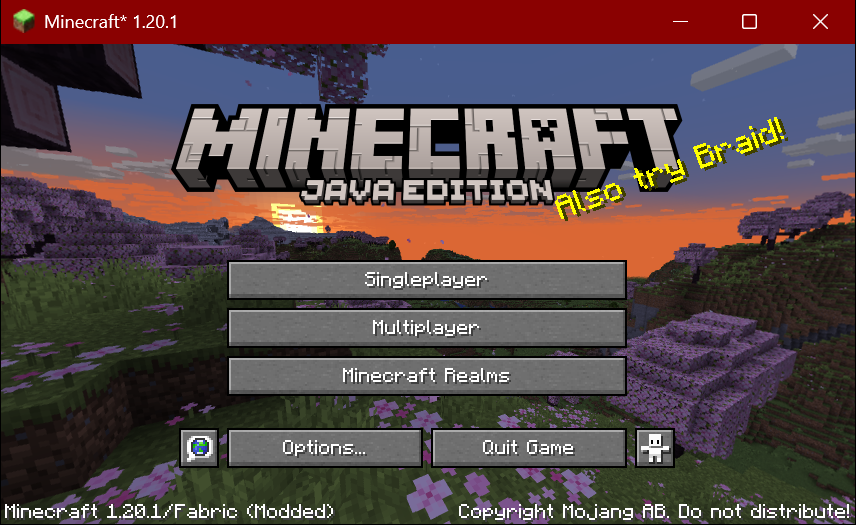 Minecraft* 1.20.1
MINECRAFT
JAVA EDITION
Also try Braid!
Singleplayer
Multiplayer
Minecraft Realms
Options... Quit Game
Minecraft 1.20.1/Fabric (Modded) Copyright Mojang AB. Do not distribute!